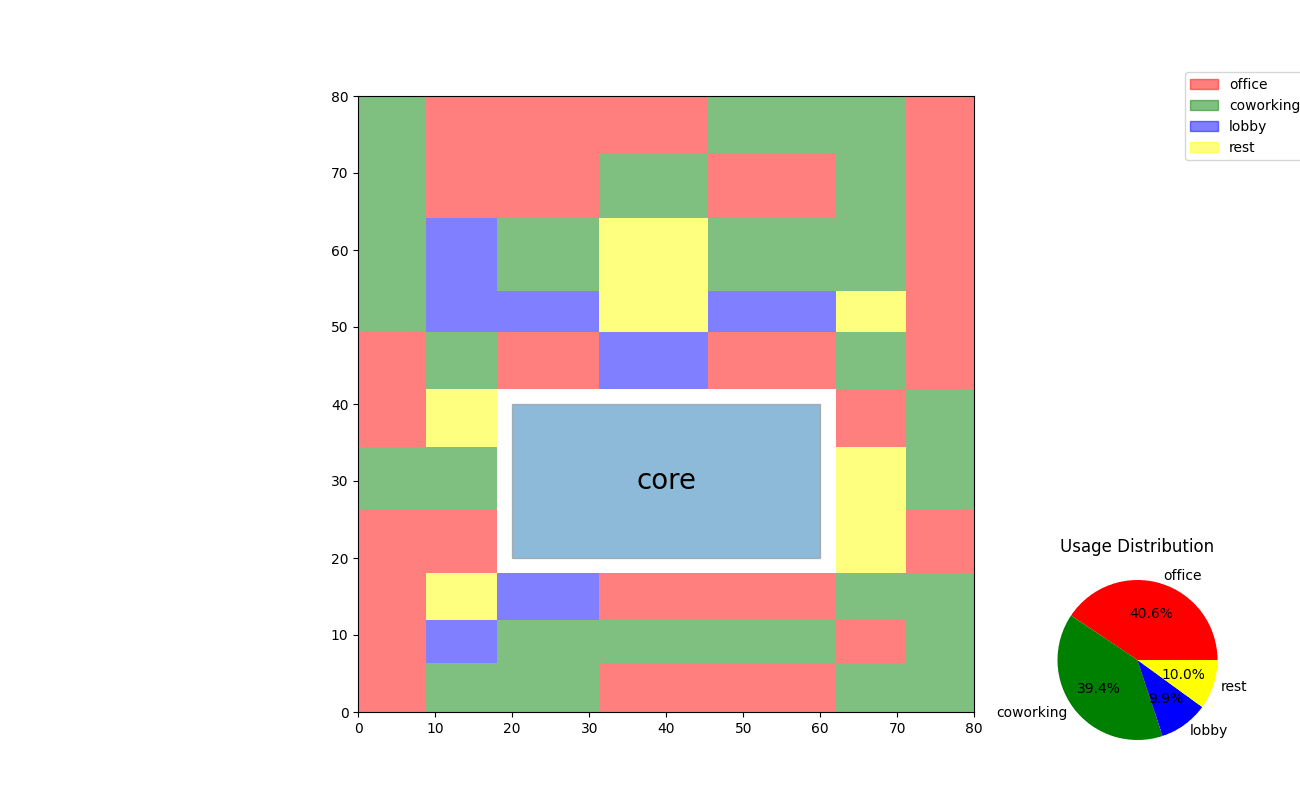 office
coworking
lobby
rest
80
70
60
50
40
30
20
10
0
core
0 10 20 30 40 50 60 70 80
Usage Distribution
office
40.6%
coworking
39.4%
lobby
9.9%
rest
10.0%